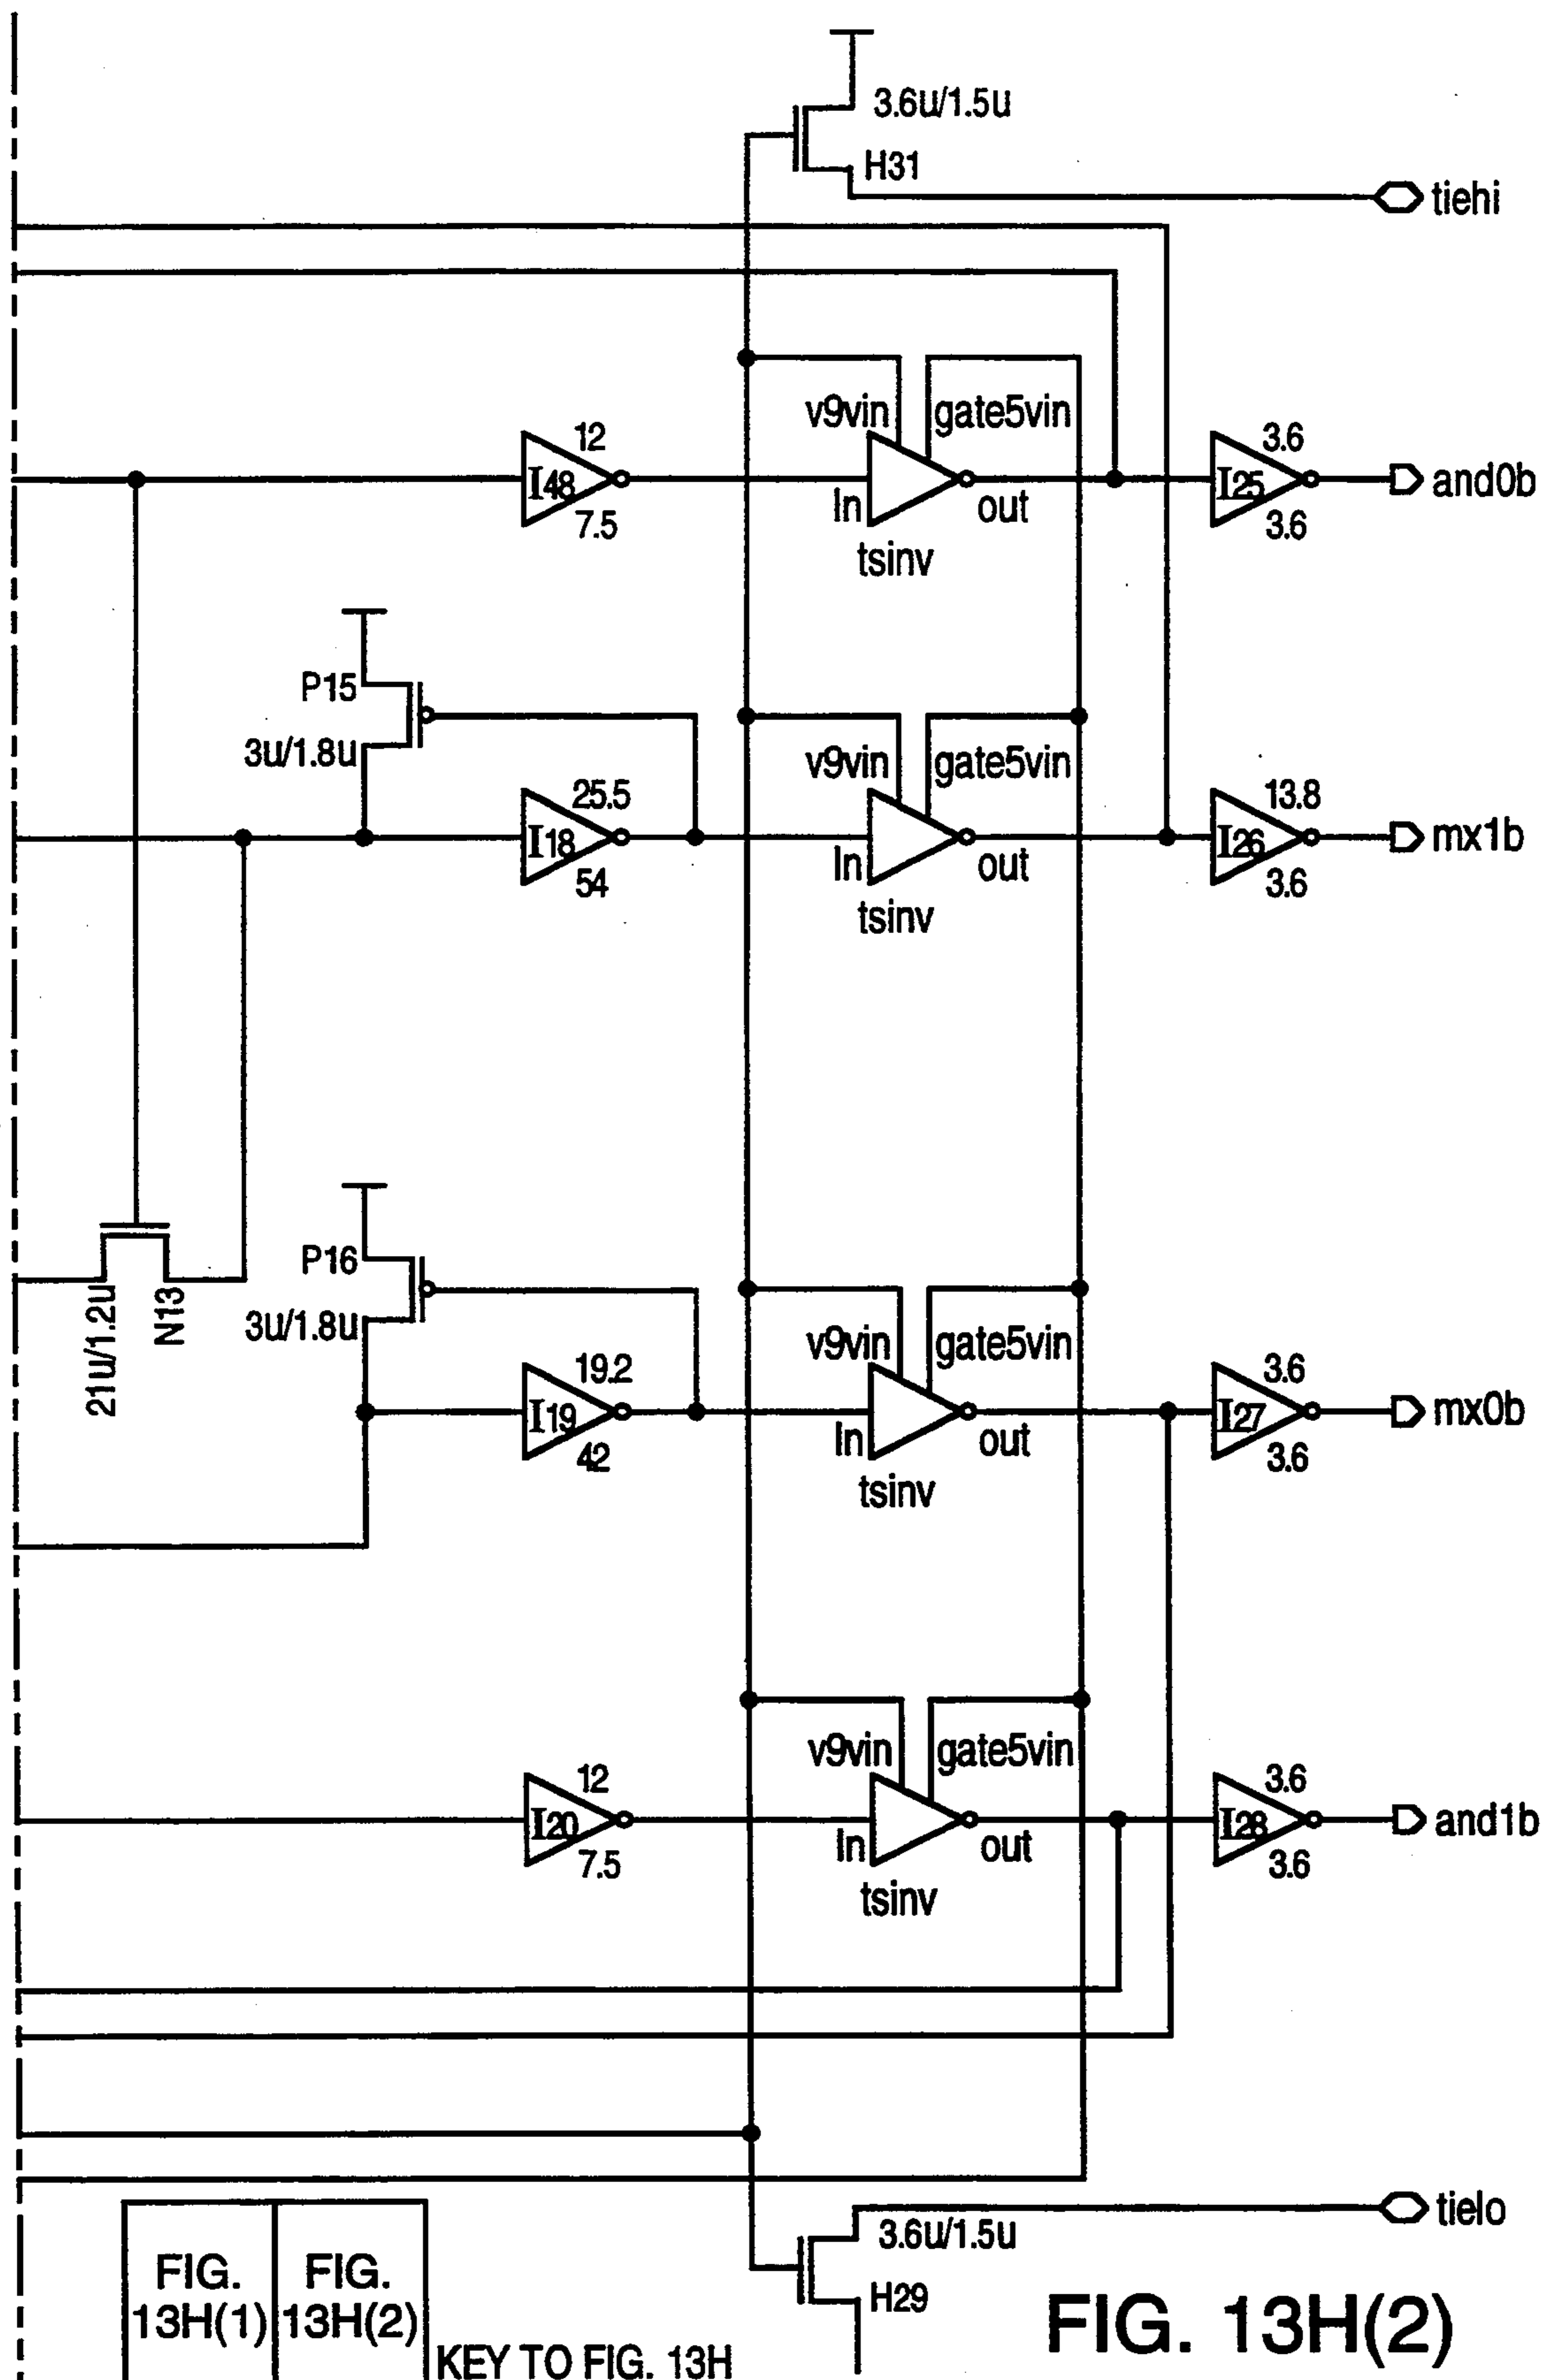 3.6u/1.5u
H31
tiehi
v9vin
gate5vin
12
I48
7.5
In
out
tsinv
3.6
I25
3.6
and0b
P15
3u/1.8u
v9vin
gate5vin
25.5
I18
54
In
out
tsinv
13.8
I26
3.6
mx1b
21u/1.2u
N13
P16
3u/1.8u
v9vin
gate5vin
19.2
I19
42
In
out
tsinv
3.6
I27
3.6
mx0b
v9vin
gate5vin
12
I20
7.5
In
out
tsinv
3.6
I28
3.6
and1b
tielo
3.6u/1.5u
H29
FIG.
13H(1)
FIG.
13H(2)
KEY TO FIG. 13H
FIG. 13H(2)